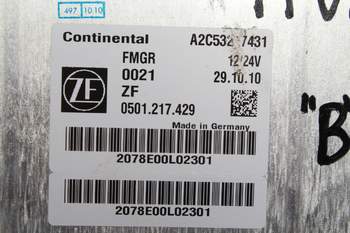 497 10.10
Continental
FMGR 12/24V
0021 29.10.10
ZF ZF
0501.217.429
Made in Germany
2078E00L02301
2078E00L02301
"B"